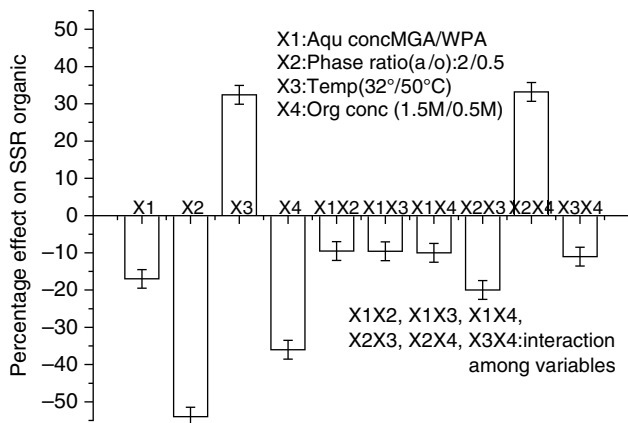 Percentage effect on SSR organic
50
40
30
20
10
0
−10
−20
−30
−40
−50
X1:Aqu concMGA/WPA
X2:Phase ratio(a/o):2/0.5
X3:Temp(32°/50°C)
X4:Org conc (1.5M/0.5M)
X1 X2 X3 X4 X1X2 X1X3 X1X4 X2X3 X2X4 X3X4
X1X2, X1X3, X1X4,
X2X3, X2X4, X3X4:interaction
among variables